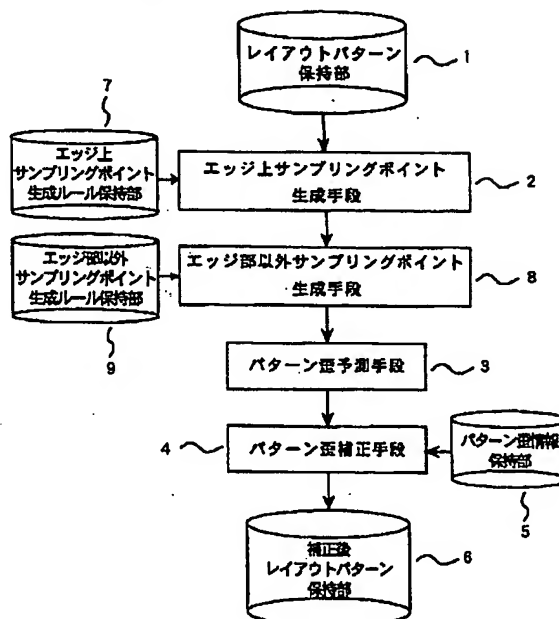 レイアウトパターン
保持部
1
7
エッジ上
サンプリングポイント
生成ルール保持部
エッジ上サンプリングポイント
生成手段
2
エッジ部以外
サンプリングポイント
生成ルール保持部
9
エッジ部以外サンプリングポイント
生成手段
8
パターン歪予測手段
3
4
パターン歪補正手段
パターン歪情報
保持部
5
補正後
レイアウトパターン
保持部
6